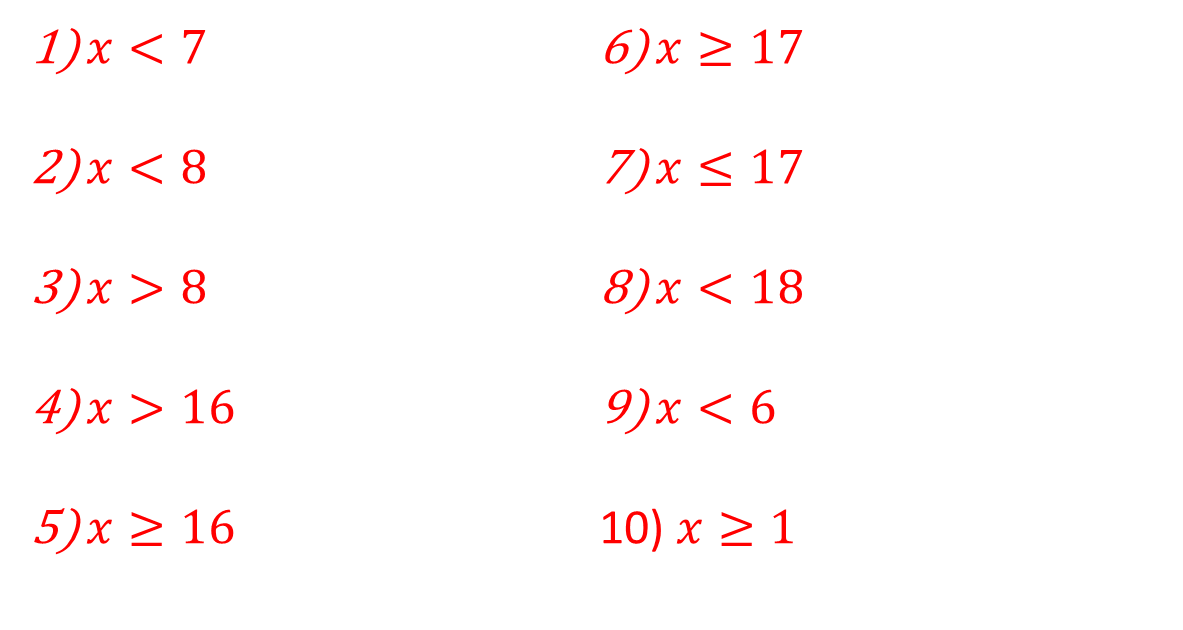 1) x < 7
2) x < 8
3) x > 8
4) x > 16
5) x ≥ 16
6) x ≥ 17
7) x ≤ 17
8) x < 18
9) x < 6
10) x ≥ 1